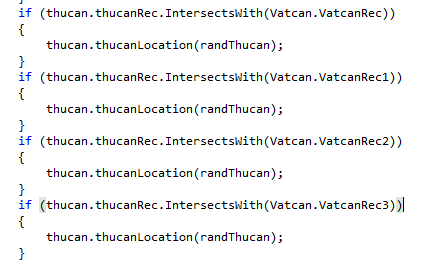 if (thucan.thucanRec.IntersectsWith(Vatcan.VatcanRec))
{
    thucan.thucanLocation(randThucan);
}
if (thucan.thucanRec.IntersectsWith(Vatcan.VatcanRec1))
{
    thucan.thucanLocation(randThucan);
}
if (thucan.thucanRec.IntersectsWith(Vatcan.VatcanRec2))
{
    thucan.thucanLocation(randThucan);
}
if (thucan.thucanRec.IntersectsWith(Vatcan.VatcanRec3))
{
    thucan.thucanLocation(randThucan);
}